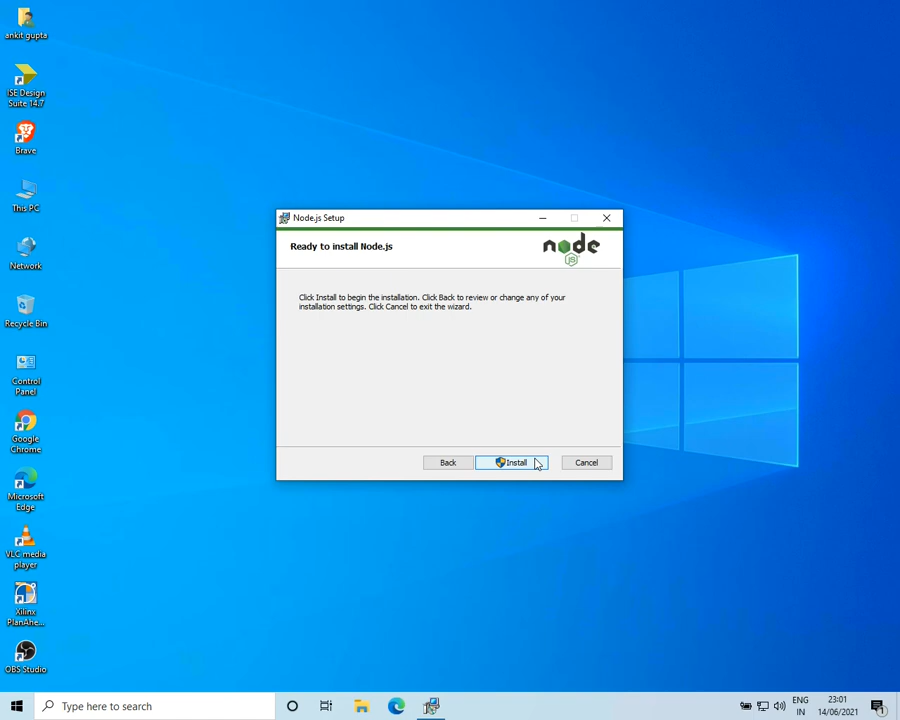 ankit gupta
ISE Design
Suite 14.7
Brave
This PC
Network
Recycle Bin
Control
Panel
Google
Chrome
Microsoft
Edge
VLC media
player
Xilinx
PlanAhe...
OBS Studio
Node.js Setup
Ready to install Node.js
node
JS
Click Install to begin the installation. Click Back to review or change any of your
installation settings. Click Cancel to exit the wizard.
Back
Install
Cancel
Type here to search
ENG
IN
23:01
14/06/2021
1